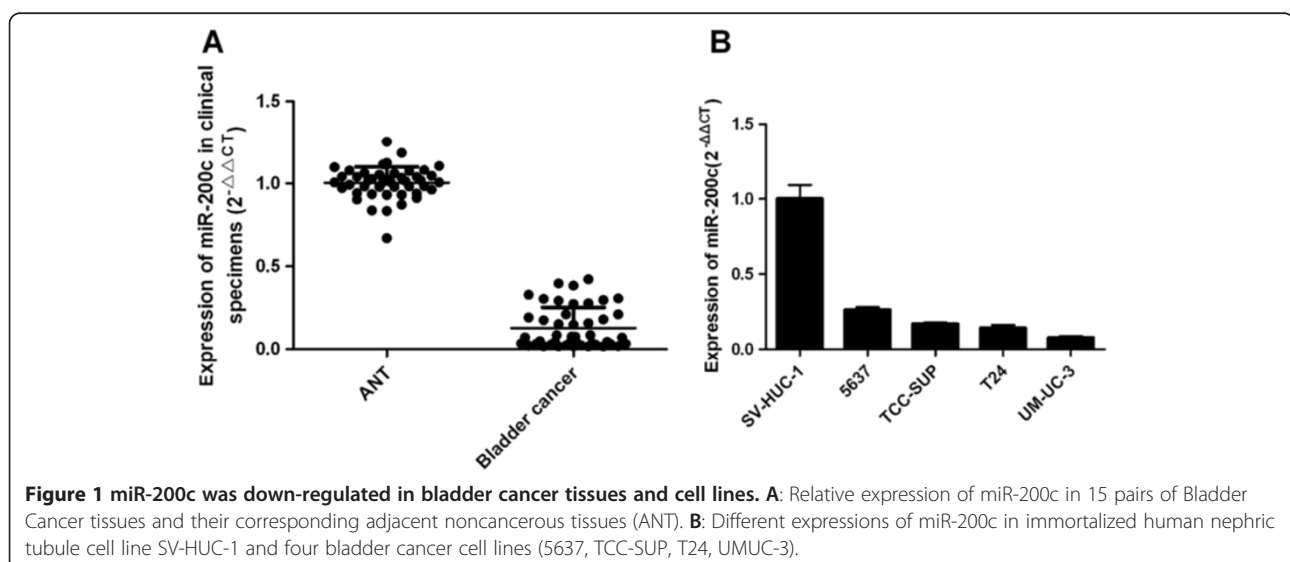 A
Expression of miR-200c in clinical
specimens (2-△△CT)
1.5
1.0
0.5
0.0
ANT
Bladder cancer
B
Expression of miR-200c(2-ΔΔCT)
1.5
1.0
0.5
0.0
SV-HUC-1
5637
TCC-SUP
T24
UM-UC-3
Figure 1 miR-200c was down-regulated in bladder cancer tissues and cell lines. A: Relative expression of miR-200c in 15 pairs of Bladder
Cancer tissues and their corresponding adjacent noncancerous tissues (ANT). B: Different expressions of miR-200c in immortalized human nephric
tubule cell line SV-HUC-1 and four bladder cancer cell lines (5637, TCC-SUP, T24, UMUC-3).